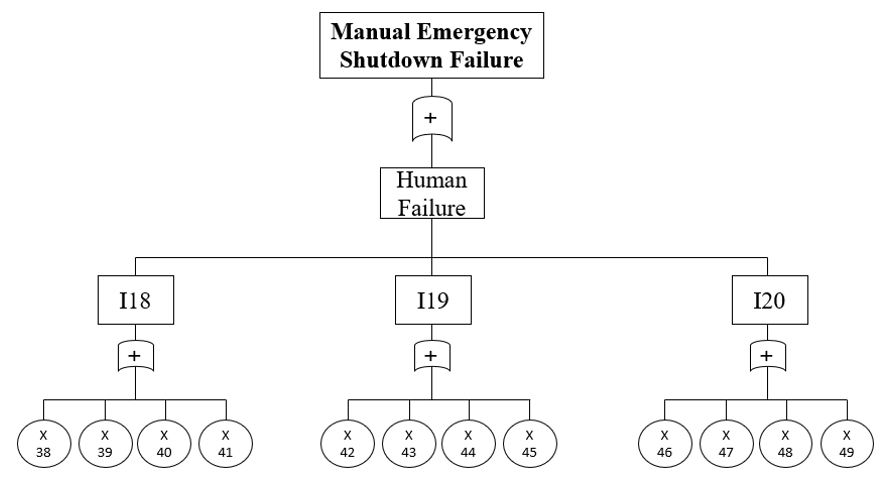 Manual Emergency
Shutdown Failure
+
Human
Failure
I18
I19
I20
+
+
+
X
38
X
39
X
40
X
41
X
42
X
43
X
44
X
45
X
46
X
47
X
48
X
49